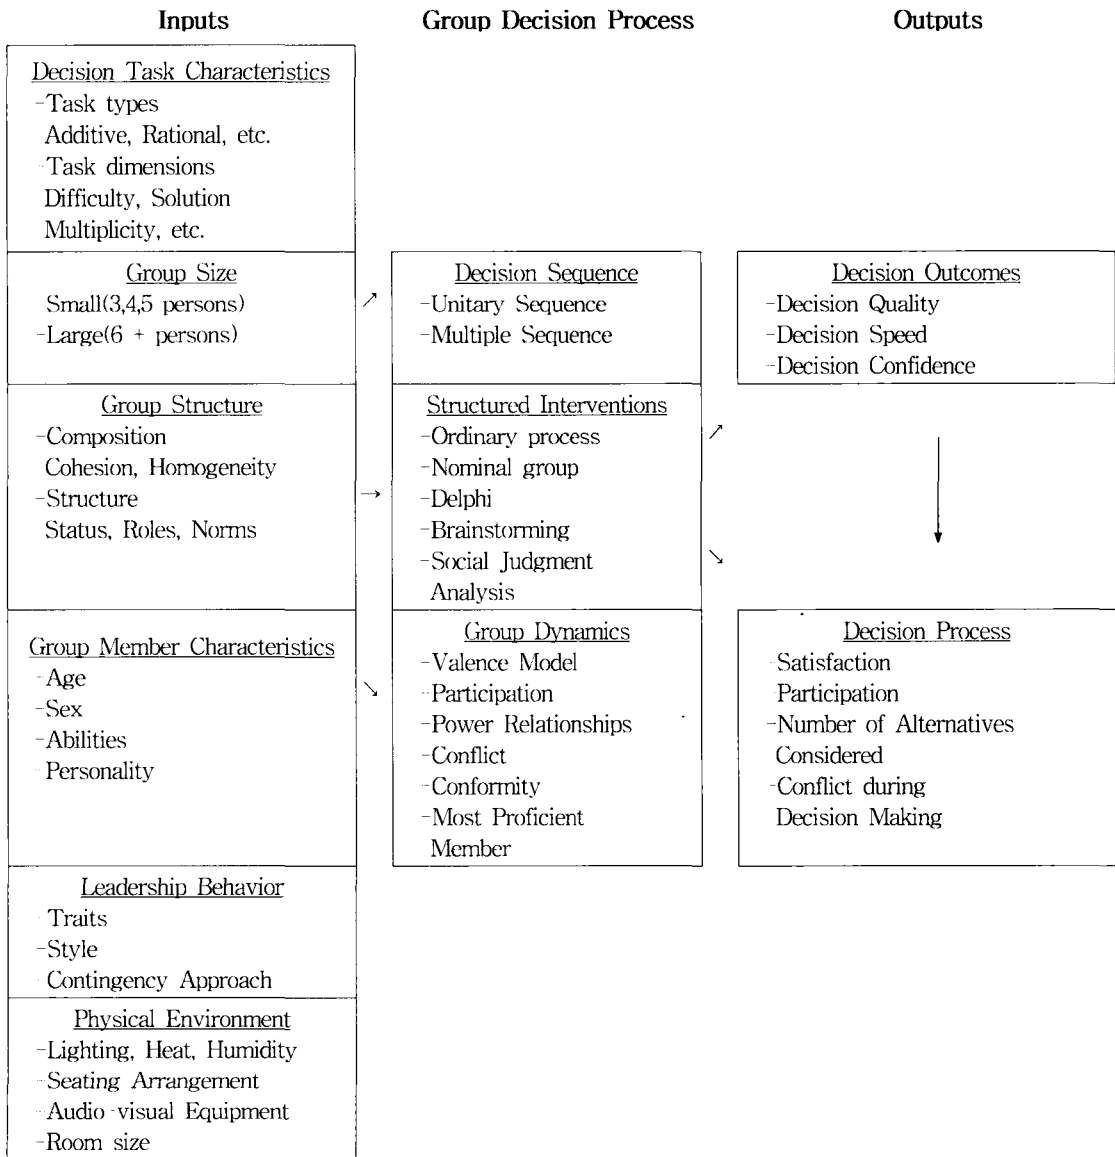 Inputs
Group Decision Process
Outputs
Decision Task Characteristics
-Task types
Additive, Rational, etc.
-Task dimensions
Difficulty, Solution
Multiplicity, etc.
Group Size
Small(3,4,5 persons)
-Large(6 + persons)
Group Structure
-Composition
Cohesion, Homogeneity
-Structure
Status, Roles, Norms
Group Member Characteristics
-Age
-Sex
-Abilities
-Personality
Leadership Behavior
-Traits
-Style
-Contingency Approach
Physical Environment
-Lighting, Heat, Humidity
-Seating Arrangement
-Audio-visual Equipment
-Room size
Decision Sequence
-Unitary Sequence
-Multiple Sequence
Structured Interventions
-Ordinary process
-Nominal group
-Delphi
-Brainstorming
-Social Judgment
Analysis
Group Dynamics
-Valence Model
-Participation
-Power Relationships
-Conflict
-Conformity
-Most Proficient
Member
Decision Outcomes
-Decision Quality
-Decision Speed
-Decision Confidence
Decision Process
-Satisfaction
Participation
-Number of Alternatives
Considered
-Conflict during
Decision Making